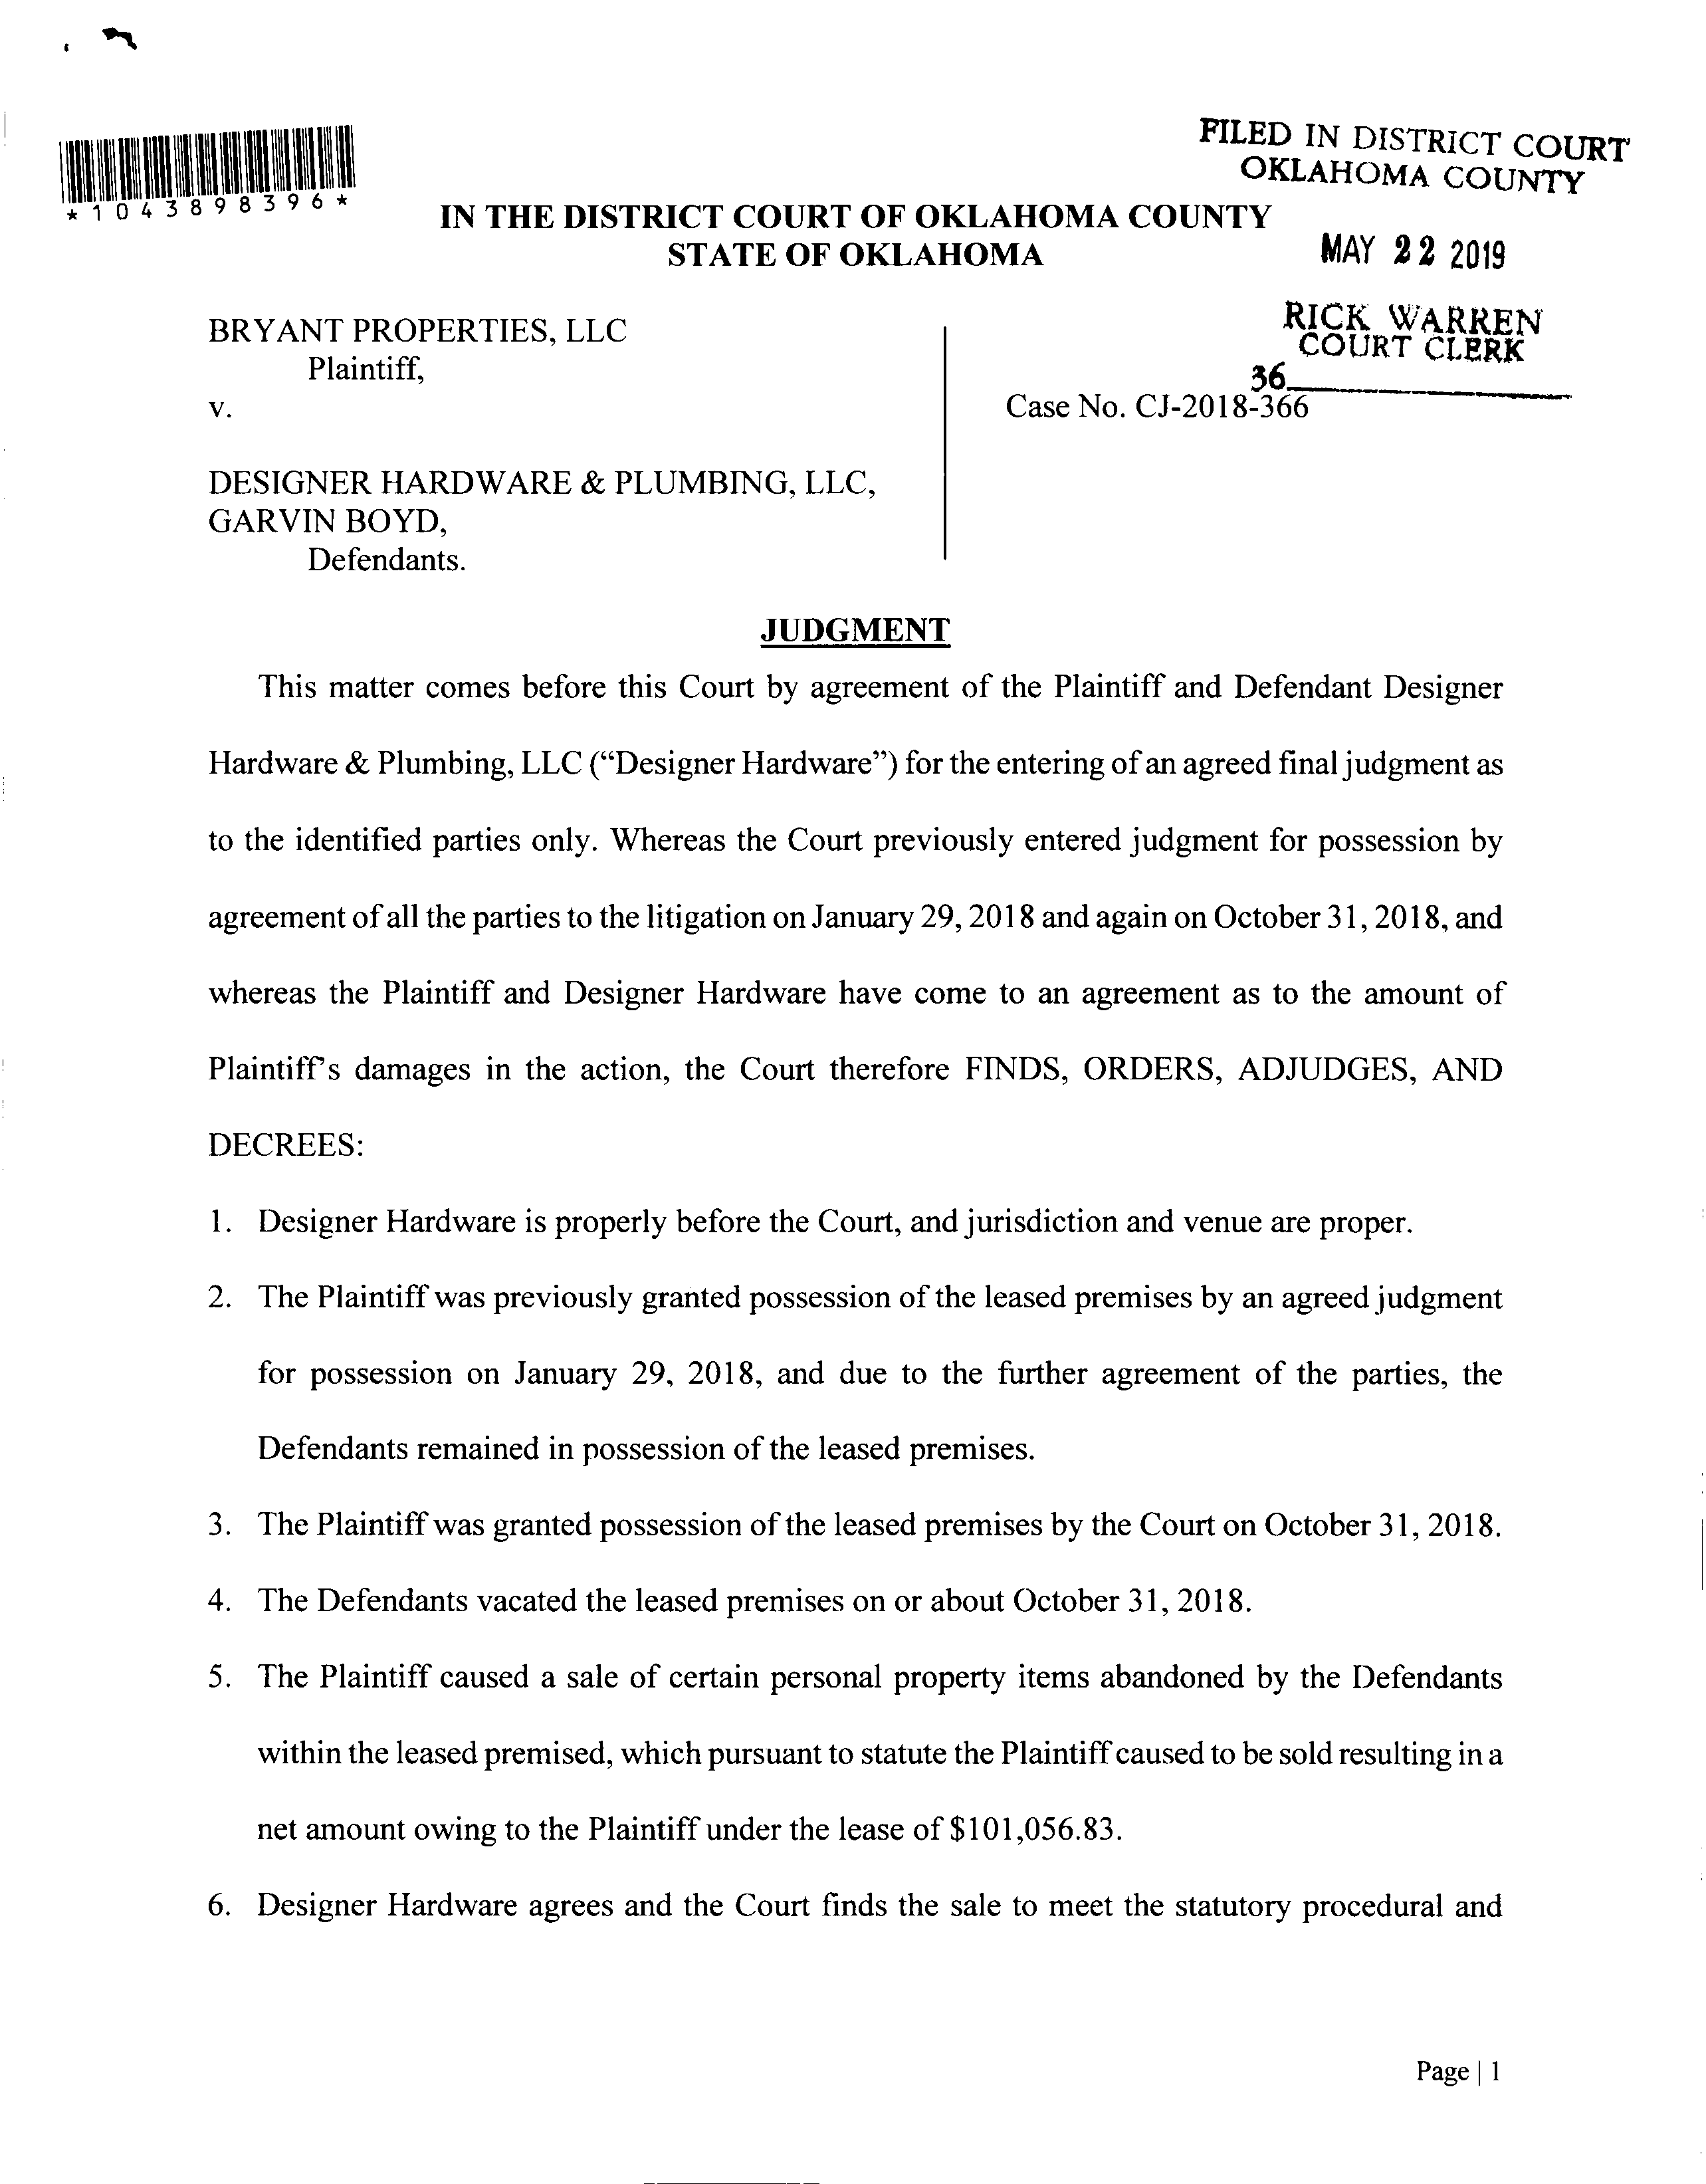 FILED IN DISTRICT COURT
OKLAHOMA COUNTY
*1043898396*
IN THE DISTRICT COURT OF OKLAHOMA COUNTY
STATE OF OKLAHOMA
MAY 22 2019
RICK WARREN
COURT CLERK
36
BRYANT PROPERTIES, LLC
Plaintiff,
v.
Case No. CJ-2018-366
DESIGNER HARDWARE & PLUMBING, LLC,
GARVIN BOYD,
Defendants.
JUDGMENT
This matter comes before this Court by agreement of the Plaintiff and Defendant Designer
Hardware & Plumbing, LLC (“Designer Hardware”) for the entering of an agreed final judgment as
to the identified parties only. Whereas the Court previously entered judgment for possession by
agreement of all the parties to the litigation on January 29, 2018 and again on October 31, 2018, and
whereas the Plaintiff and Designer Hardware have come to an agreement as to the amount of
Plaintiff’s damages in the action, the Court therefore FINDS, ORDERS, ADJUDGES, AND
DECREES:
1. Designer Hardware is properly before the Court, and jurisdiction and venue are proper.
2. The Plaintiff was previously granted possession of the leased premises by an agreed judgment
for possession on January 29, 2018, and due to the further agreement of the parties, the
Defendants remained in possession of the leased premises.
3. The Plaintiff was granted possession of the leased premises by the Court on October 31, 2018.
4. The Defendants vacated the leased premises on or about October 31, 2018.
5. The Plaintiff caused a sale of certain personal property items abandoned by the Defendants
within the leased premised, which pursuant to statute the Plaintiff caused to be sold resulting in a
net amount owing to the Plaintiff under the lease of $101,056.83.
6. Designer Hardware agrees and the Court finds the sale to meet the statutory procedural and
Page | 1